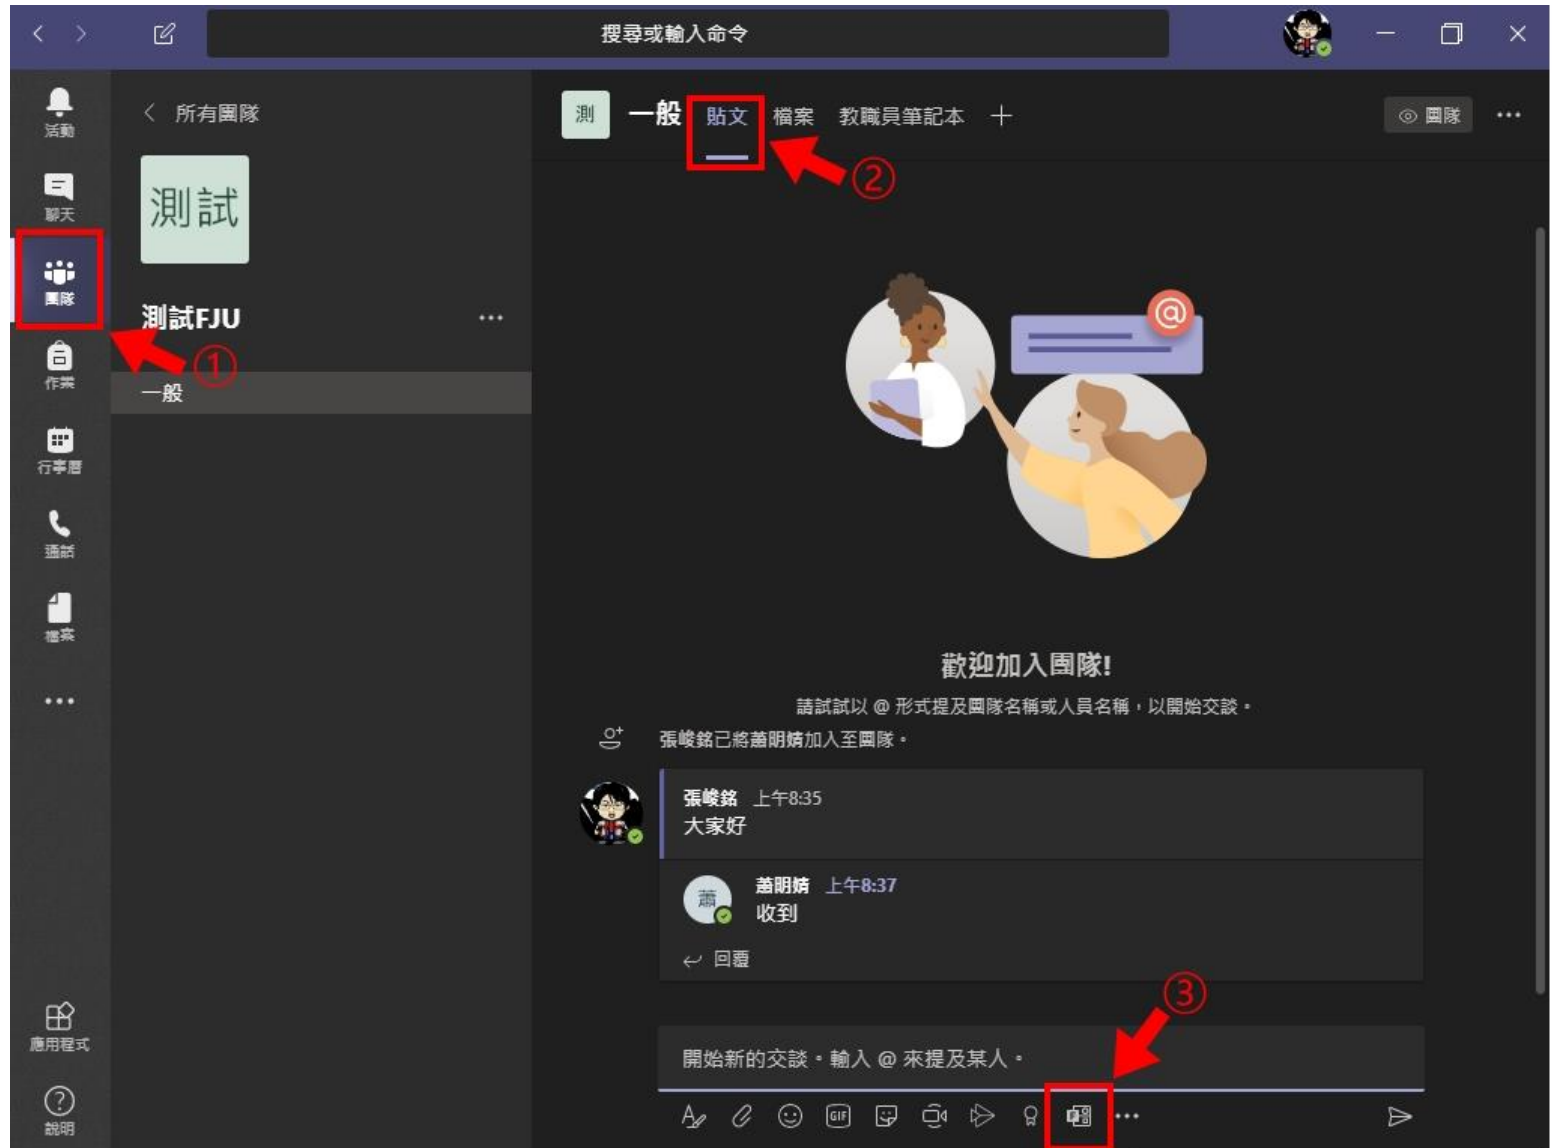 搜尋或輸入命令
活動
聊天
團隊
作業
行事曆
通話
檔案
應用程式
說明
所有團隊
測試
測試FJU
一般
①
測 一般 貼文 檔案 教職員筆記本 團隊
②
歡迎加入團隊!
請試試以 @ 形式提及團隊名稱或人員名稱，以開始交談。
張峻銘已將蕭明婧加入至團隊。
張峻銘 上午8:35
大家好
蕭 蕭明婧 上午8:37
收到
回覆
③
開始新的交談。輸入 @ 來提及某人。
GIF